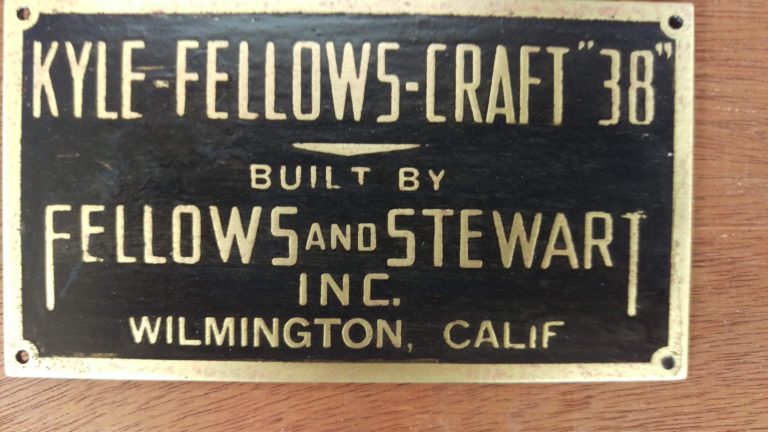 KYLE-FELLOWS-CRAFT "38"
BUILT BY
FELLOWS AND STEWART
INC.
WILMINGTON, CALIF